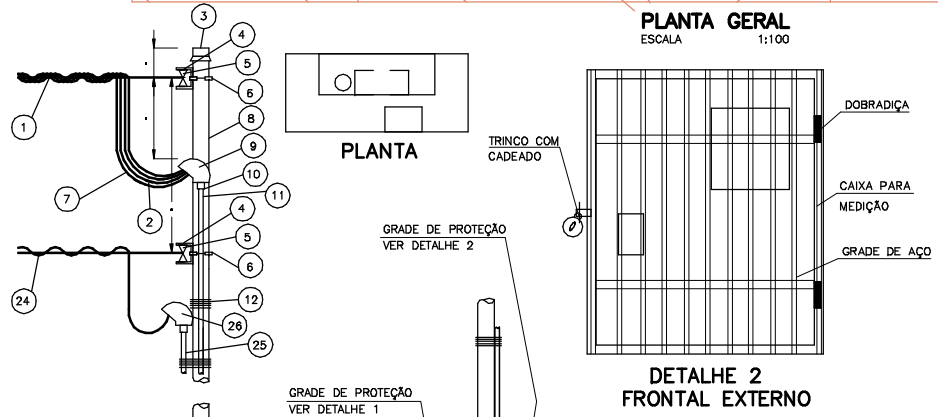 PLANTA GERAL
ESCALA 1:100
3
4
5
6
1
8
PLANTA
9
10
7
2
11
4
5
6
24
12
26
25
TRINCO COM
CADEADO
DOBRADIÇA
CAIXA PARA
MEDIÇÃO
GRADE DE AÇO
GRADE DE PROTEÇÃO
VER DETALHE 2
GRADE DE PROTEÇÃO
VER DETALHE 1
DETALHE 2
FRONTAL EXTERNO